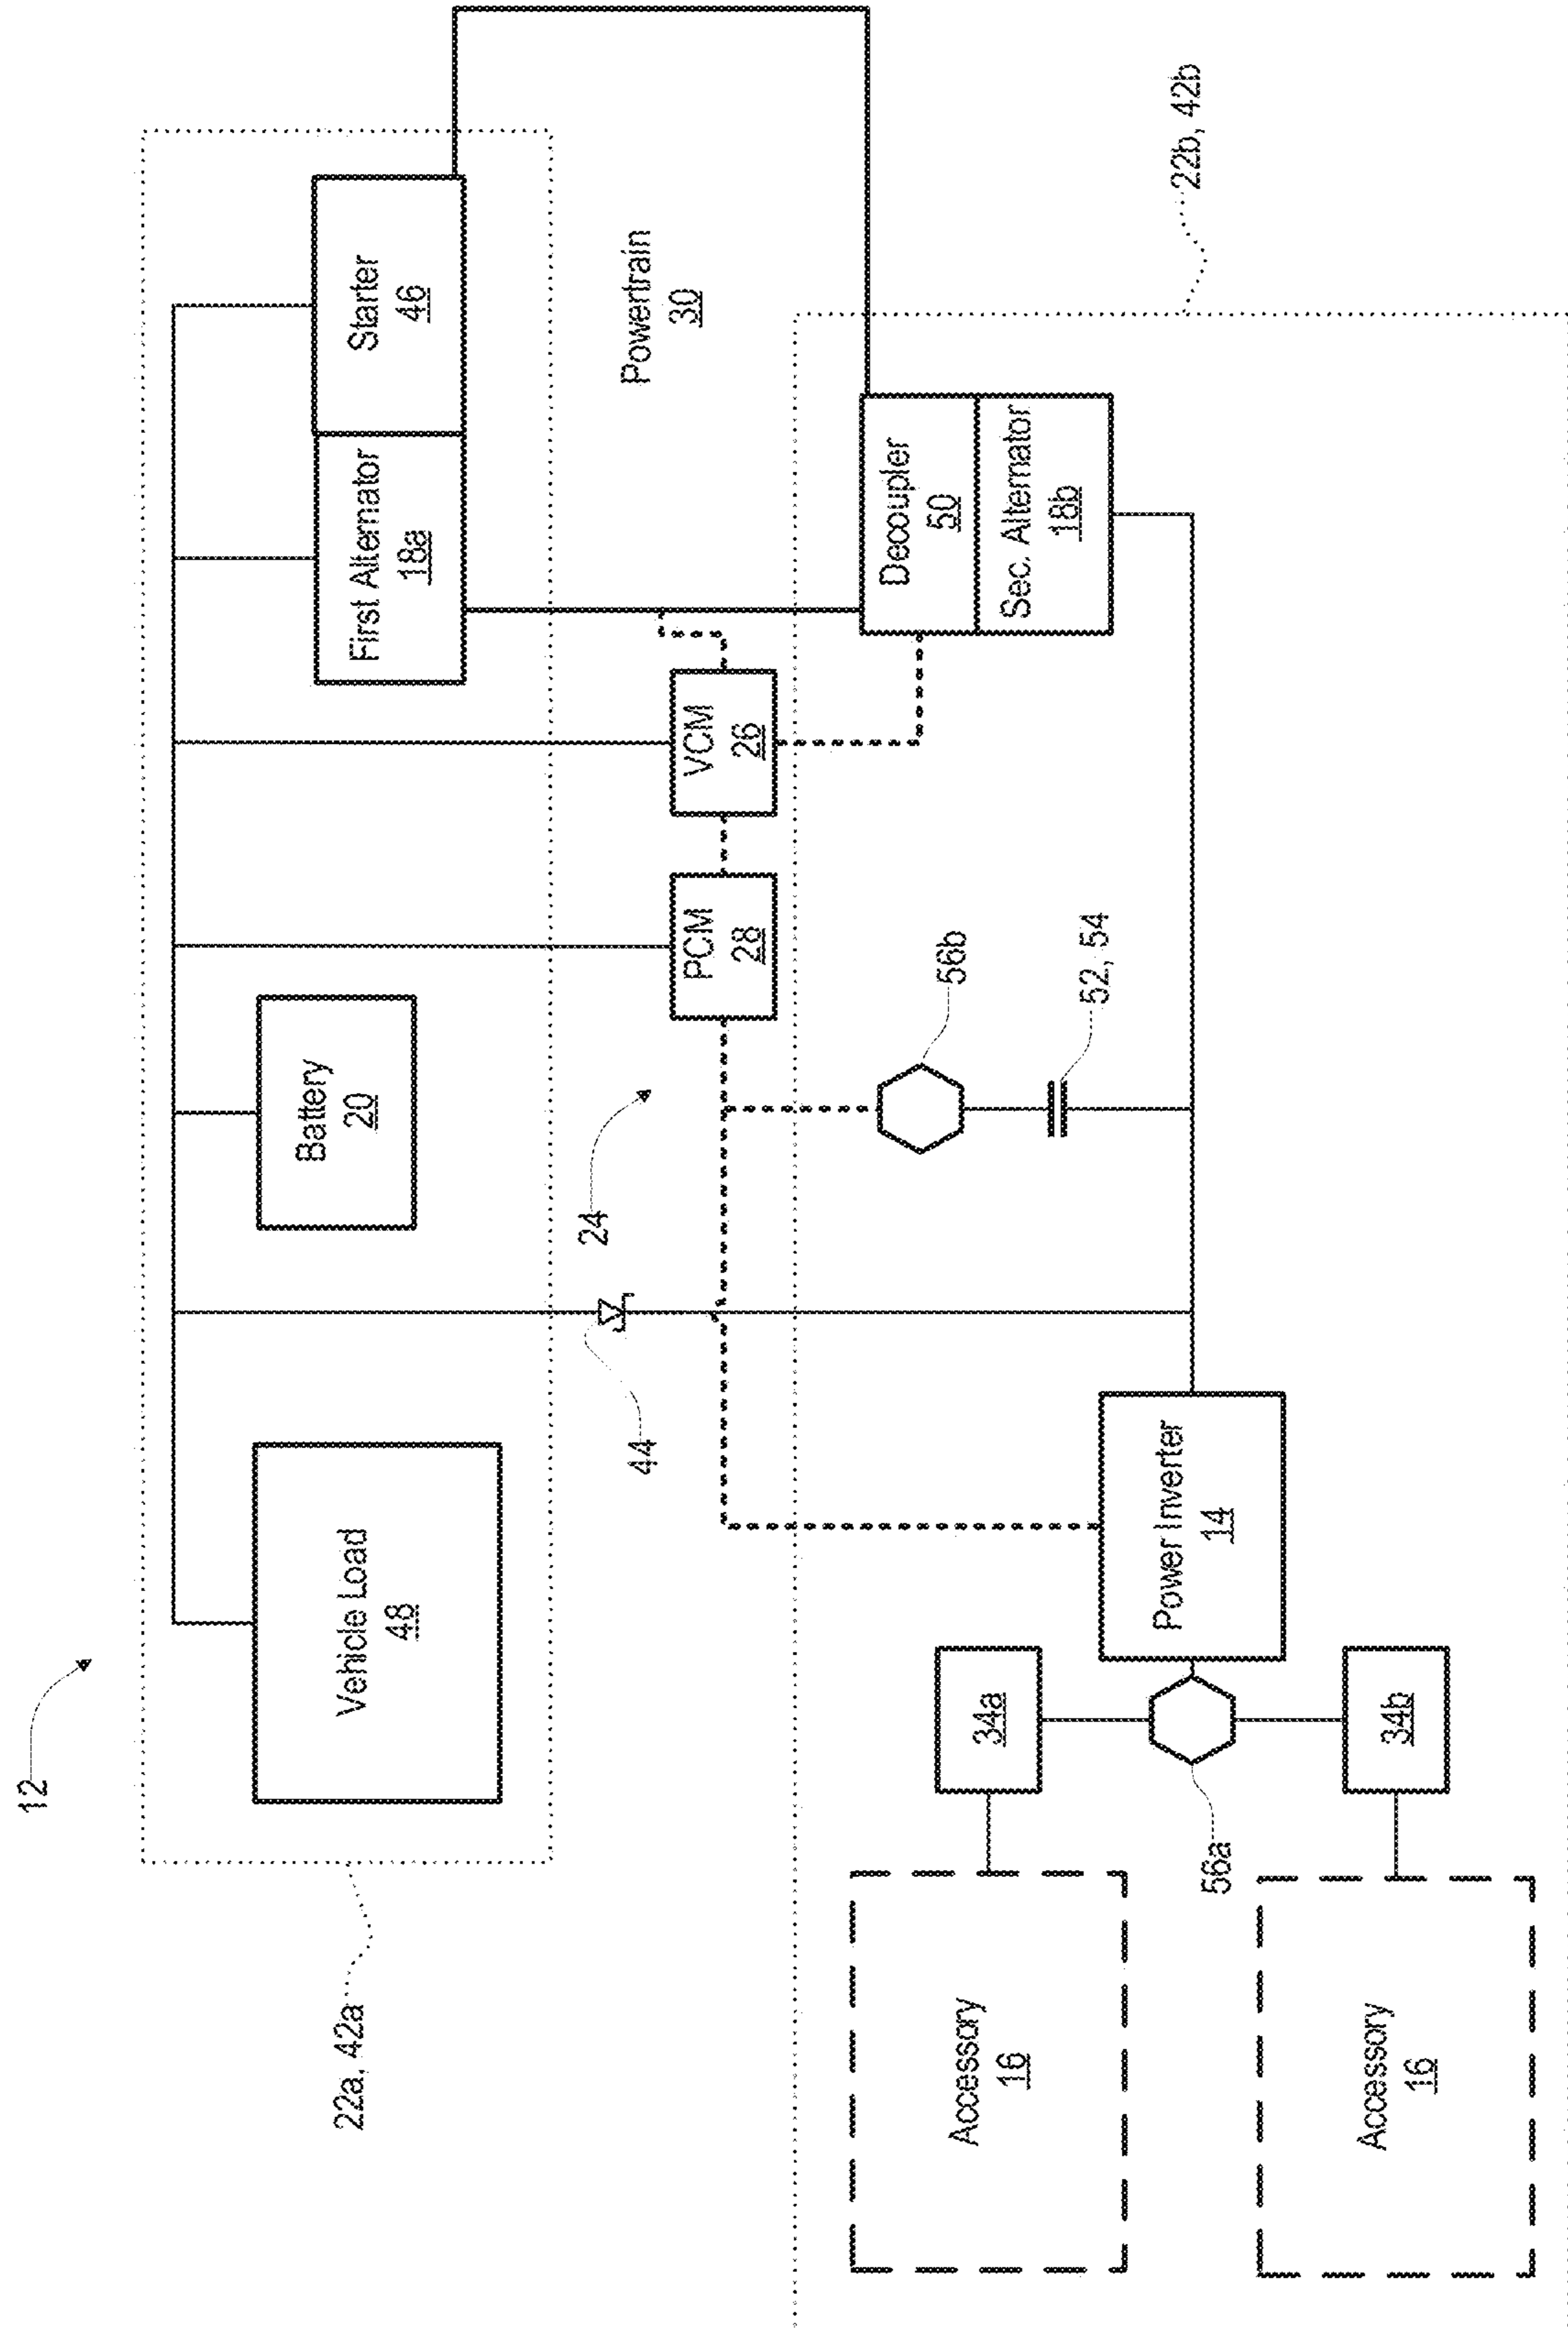 12
22a, 42a
Vehicle Load
48
Battery
20
First Alternator
18a
Starter
46
44
24
PCM
28
VCM
26
Powertrain
30
Accessory
16
34a
56b
52, 54
Decoupler
50
Sec. Alternator
18b
22b, 42b
56a
Power Inverter
14
Accessory
16
34b